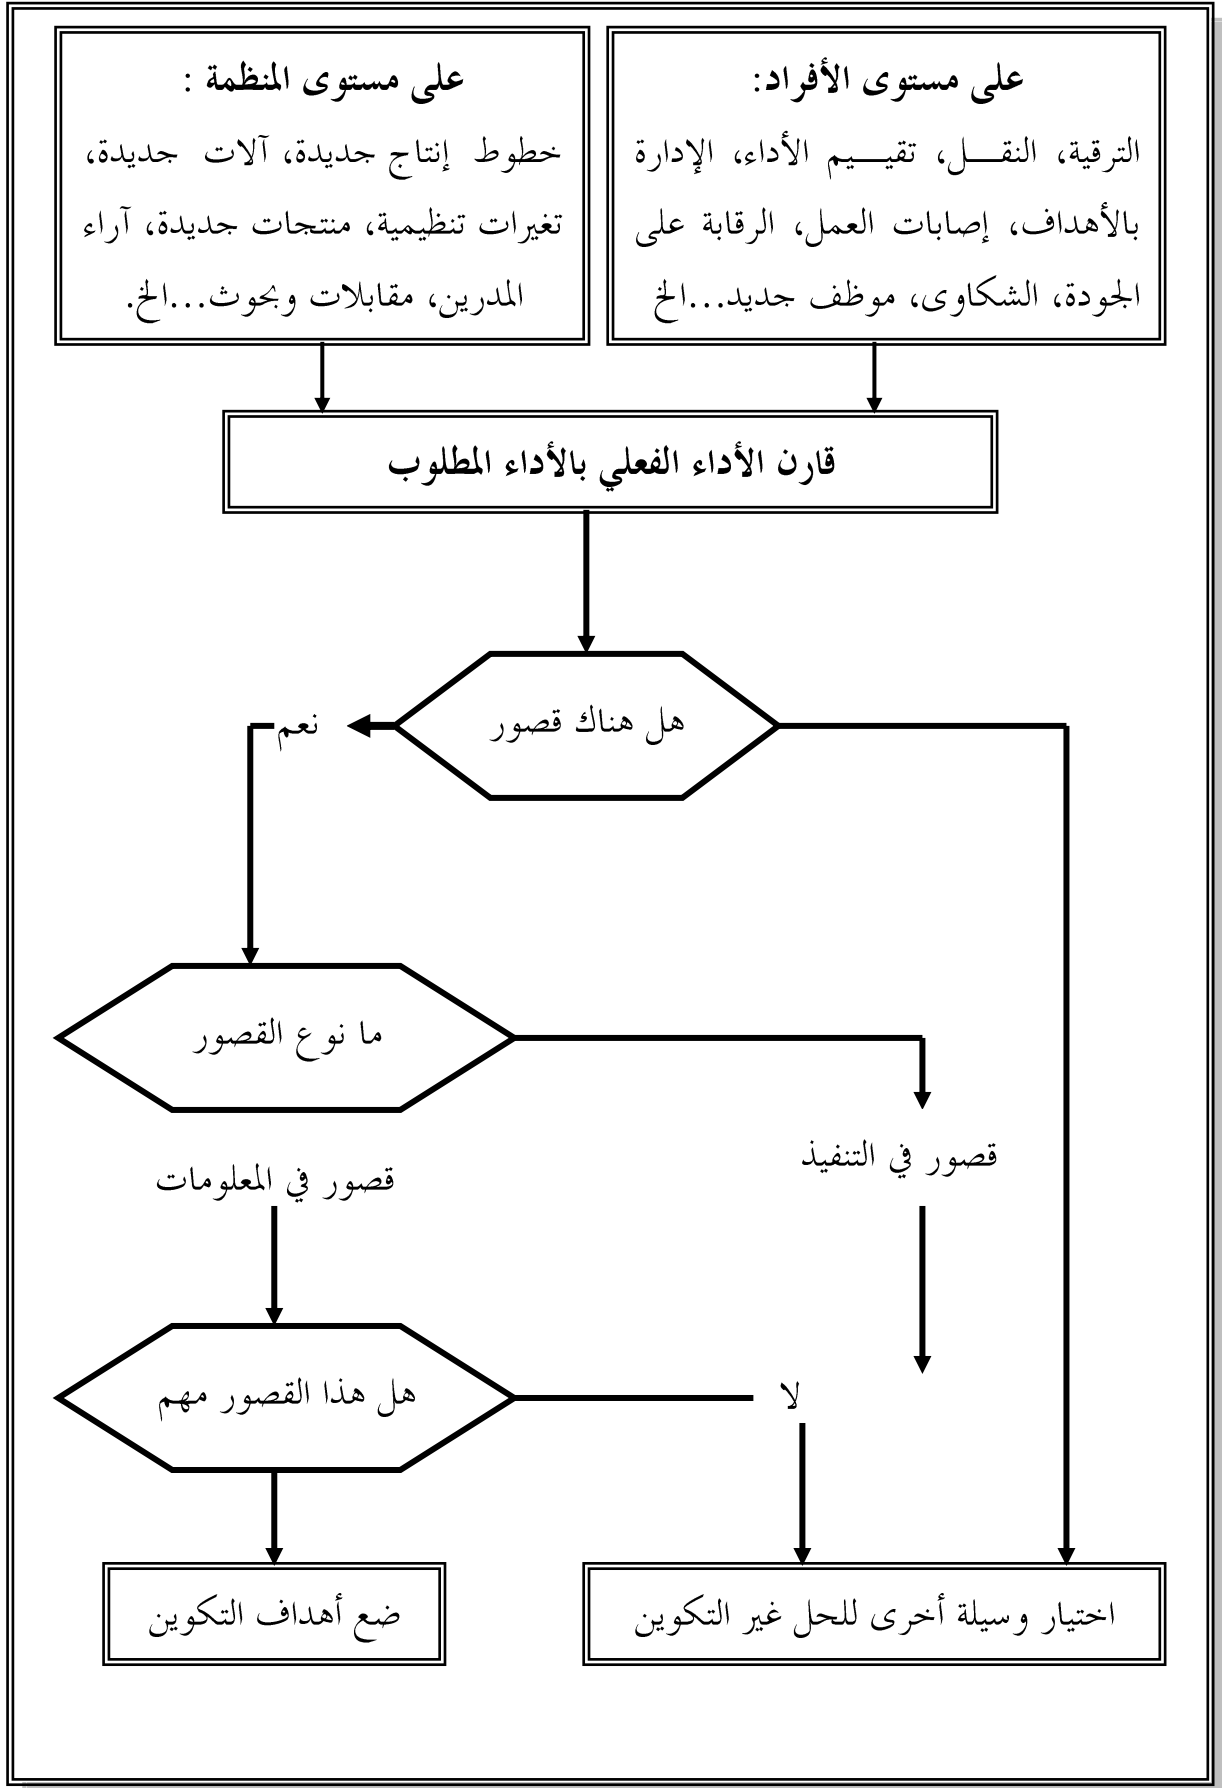 على مستوى الأفراد:
الترقية، النقـــل، تقيـــيم الأداء، الإدارة
بالأهداف، إصابات العمل، الرقابة على
الجودة، الشكاوى، موظف جديد...الخ
على مستوى المنظمة :
خطوط إنتاج جديدة، آلات جديدة،
تغيرات تنظيمية، منتجات جديدة، آراء
المدرين، مقابلات وبحوث...الخ.
قارن الأداء الفعلي بالأداء المطلوب
هل هناك قصور
نعم
ما نوع القصور
قصور في التنفيذ
قصور في المعلومات
هل هذا القصور مهم
لا
اختيار وسيلة أخرى للحل غير التكوين
ضع أهداف التكوين